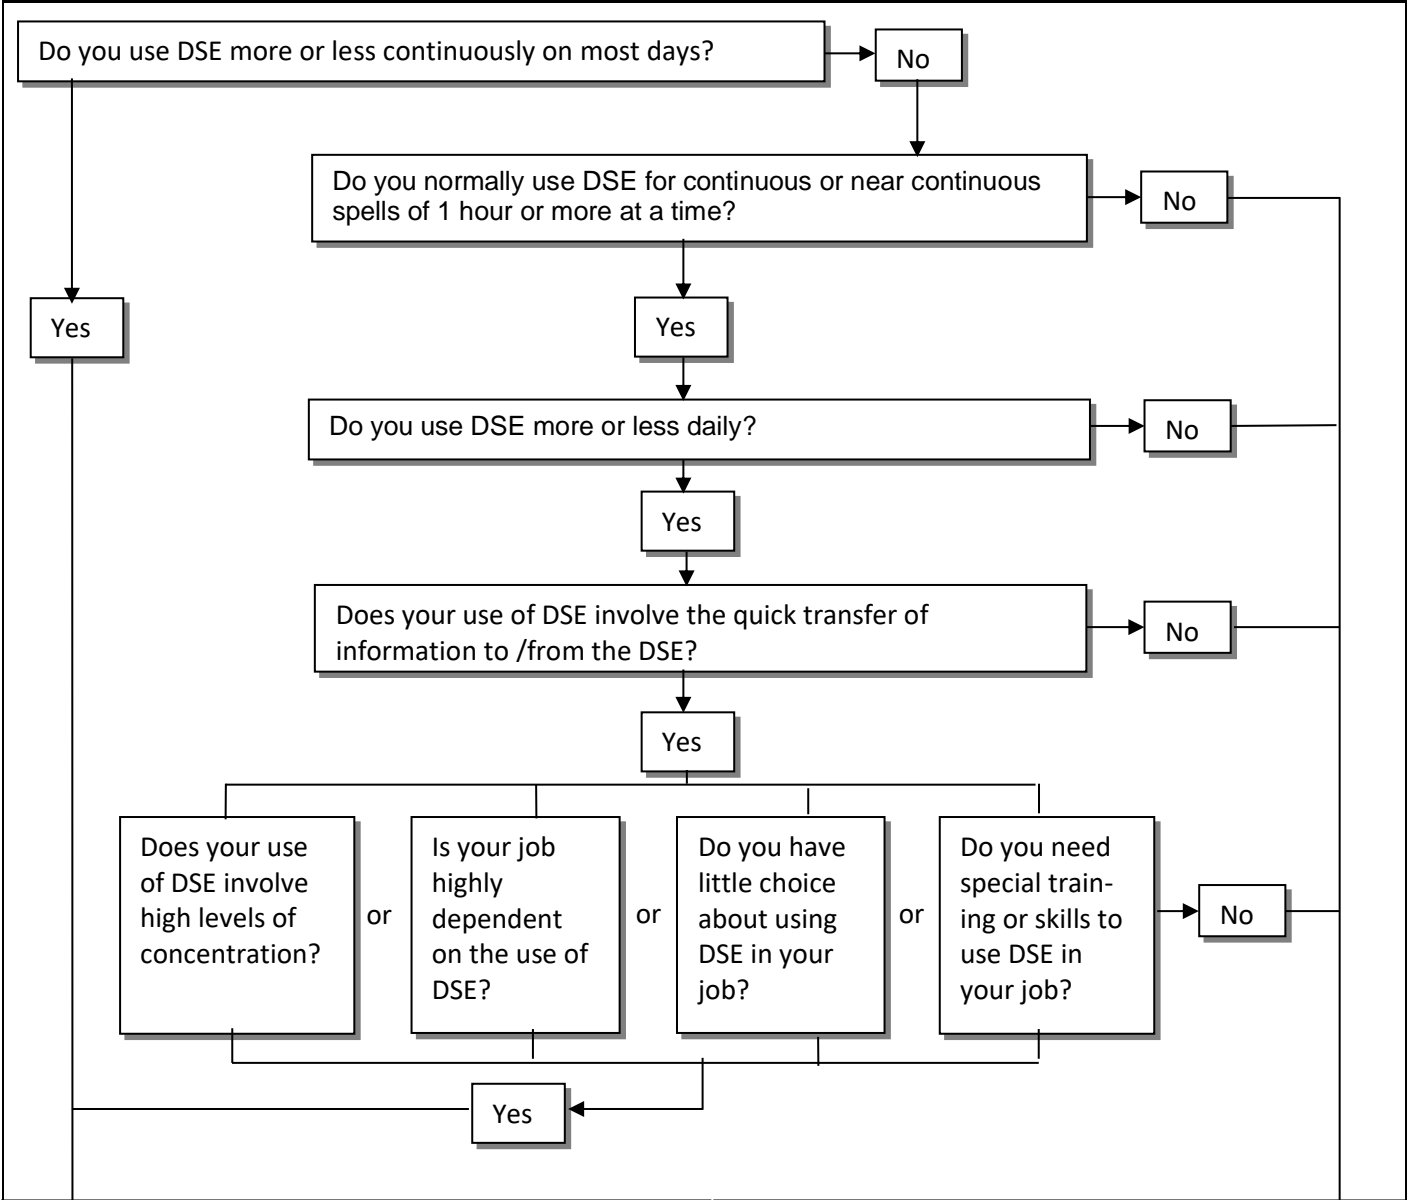 Do you use DSE more or less continuously on most days?
No
Do you normally use DSE for continuous or near continuous
spells of 1 hour or more at a time?
No
Yes
Yes
Do you use DSE more or less daily?
No
Yes
Does your use of DSE involve the quick transfer of
information to /from the DSE?
No
Yes
Does your use
of DSE involve
high levels of
concentration?
or
Is your job
highly
dependent
on the use of
DSE?
or
Do you have
little choice
about using
DSE in your
job?
or
Do you need
special train-
ing or skills to
use DSE in
your job?
No
Yes